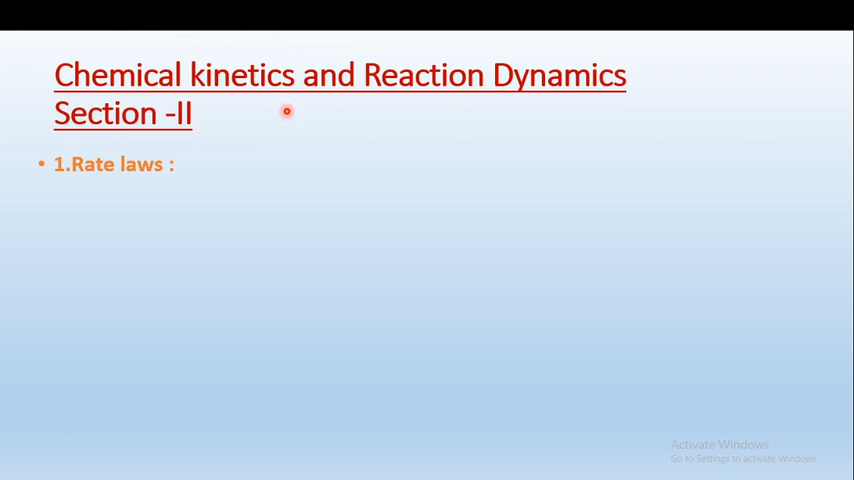 Chemical kinetics and Reaction Dynamics
Section -II
• 1.Rate laws :
Activate Windows
Go to Settings to activate Windows.